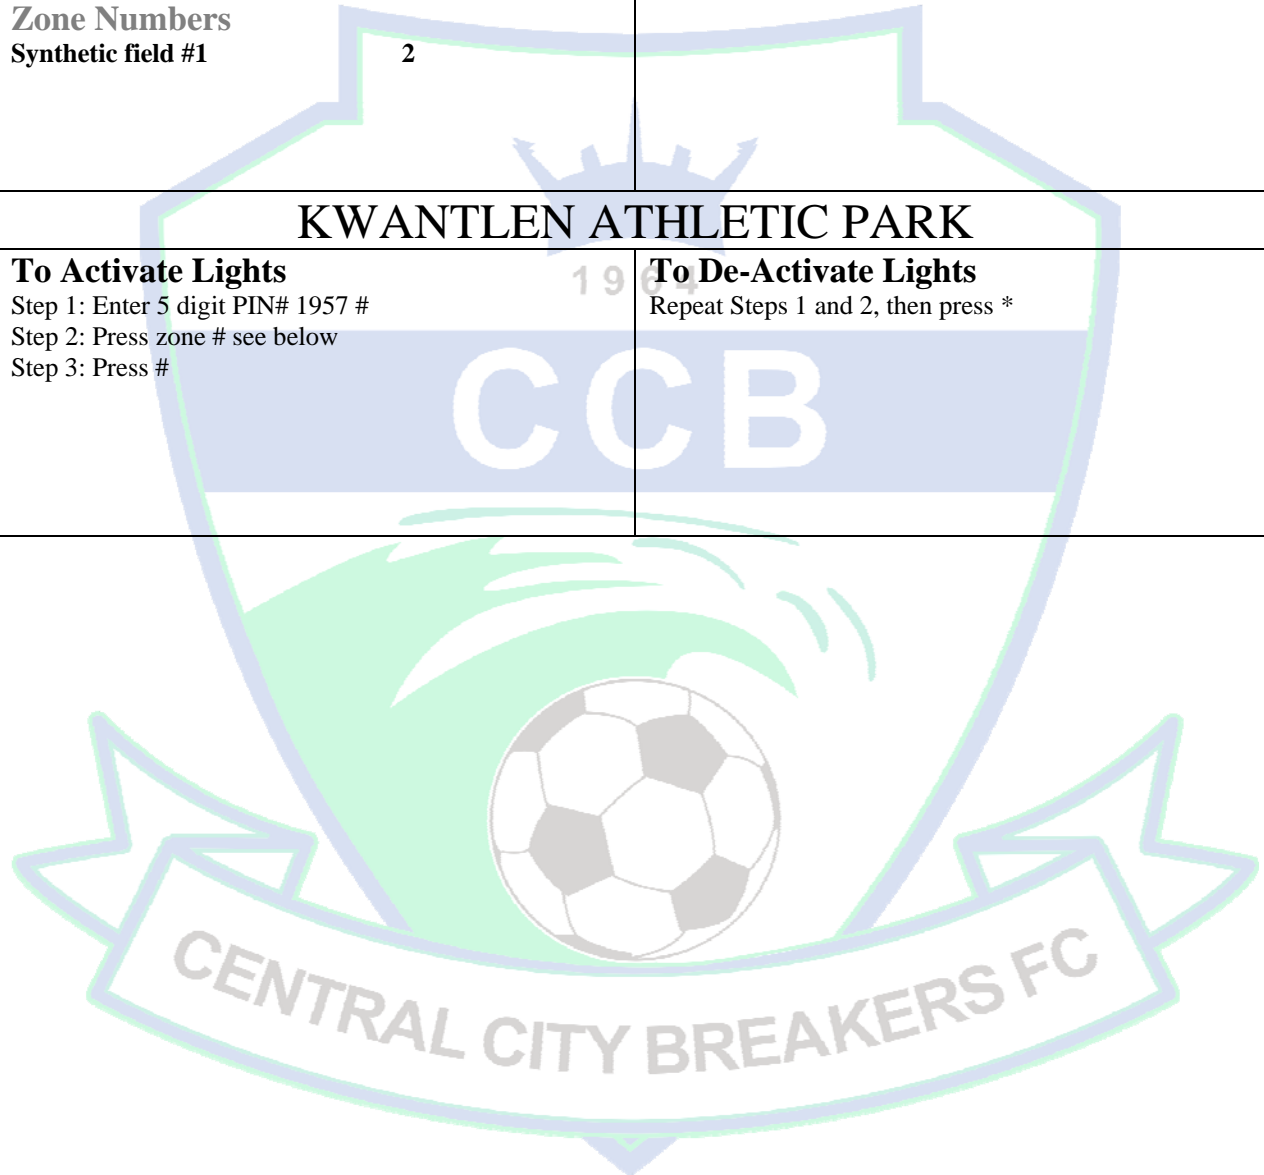 Zone Numbers
Synthetic field #1 2
KWANTLEN ATHLETIC PARK
To Activate Lights
Step 1: Enter 5 digit PIN# 1957 #
Step 2: Press zone # see below
Step 3: Press #
To De-Activate Lights
Repeat Steps 1 and 2, then press *
1964
CCB
CENTRAL CITY BREAKERS FC